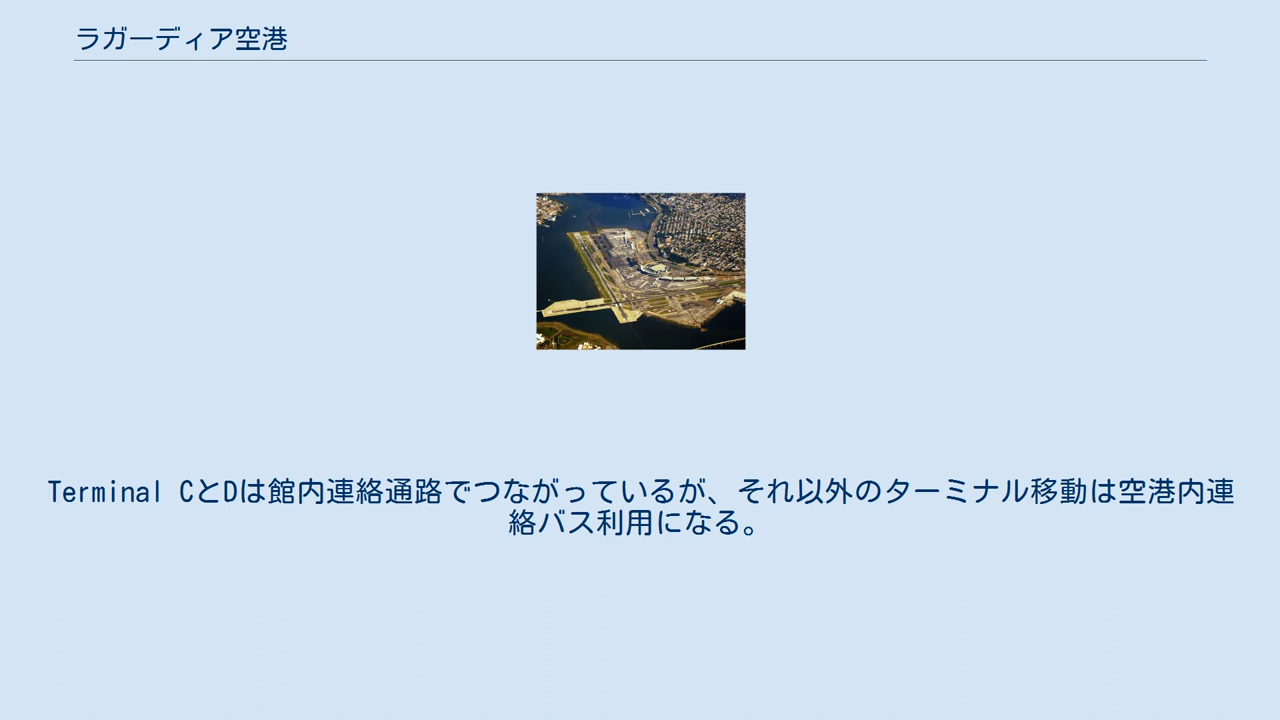 ラガーディア空港
Terminal CとDは館内連絡通路でつながっているが、それ以外のターミナル移動は空港内連
絡バス利用になる。